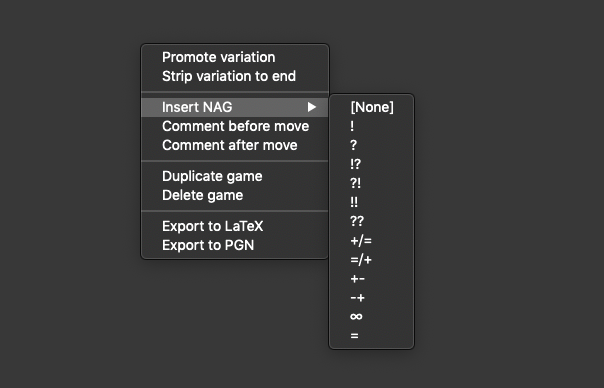 Promote variation
Strip variation to end
Insert NAG ▶
Comment before move
Comment after move
Duplicate game
Delete game
Export to LaTeX
Export to PGN
[None]
!
?
!?
?!
!!
??
+/=
=/+
+-
-+
∞
=